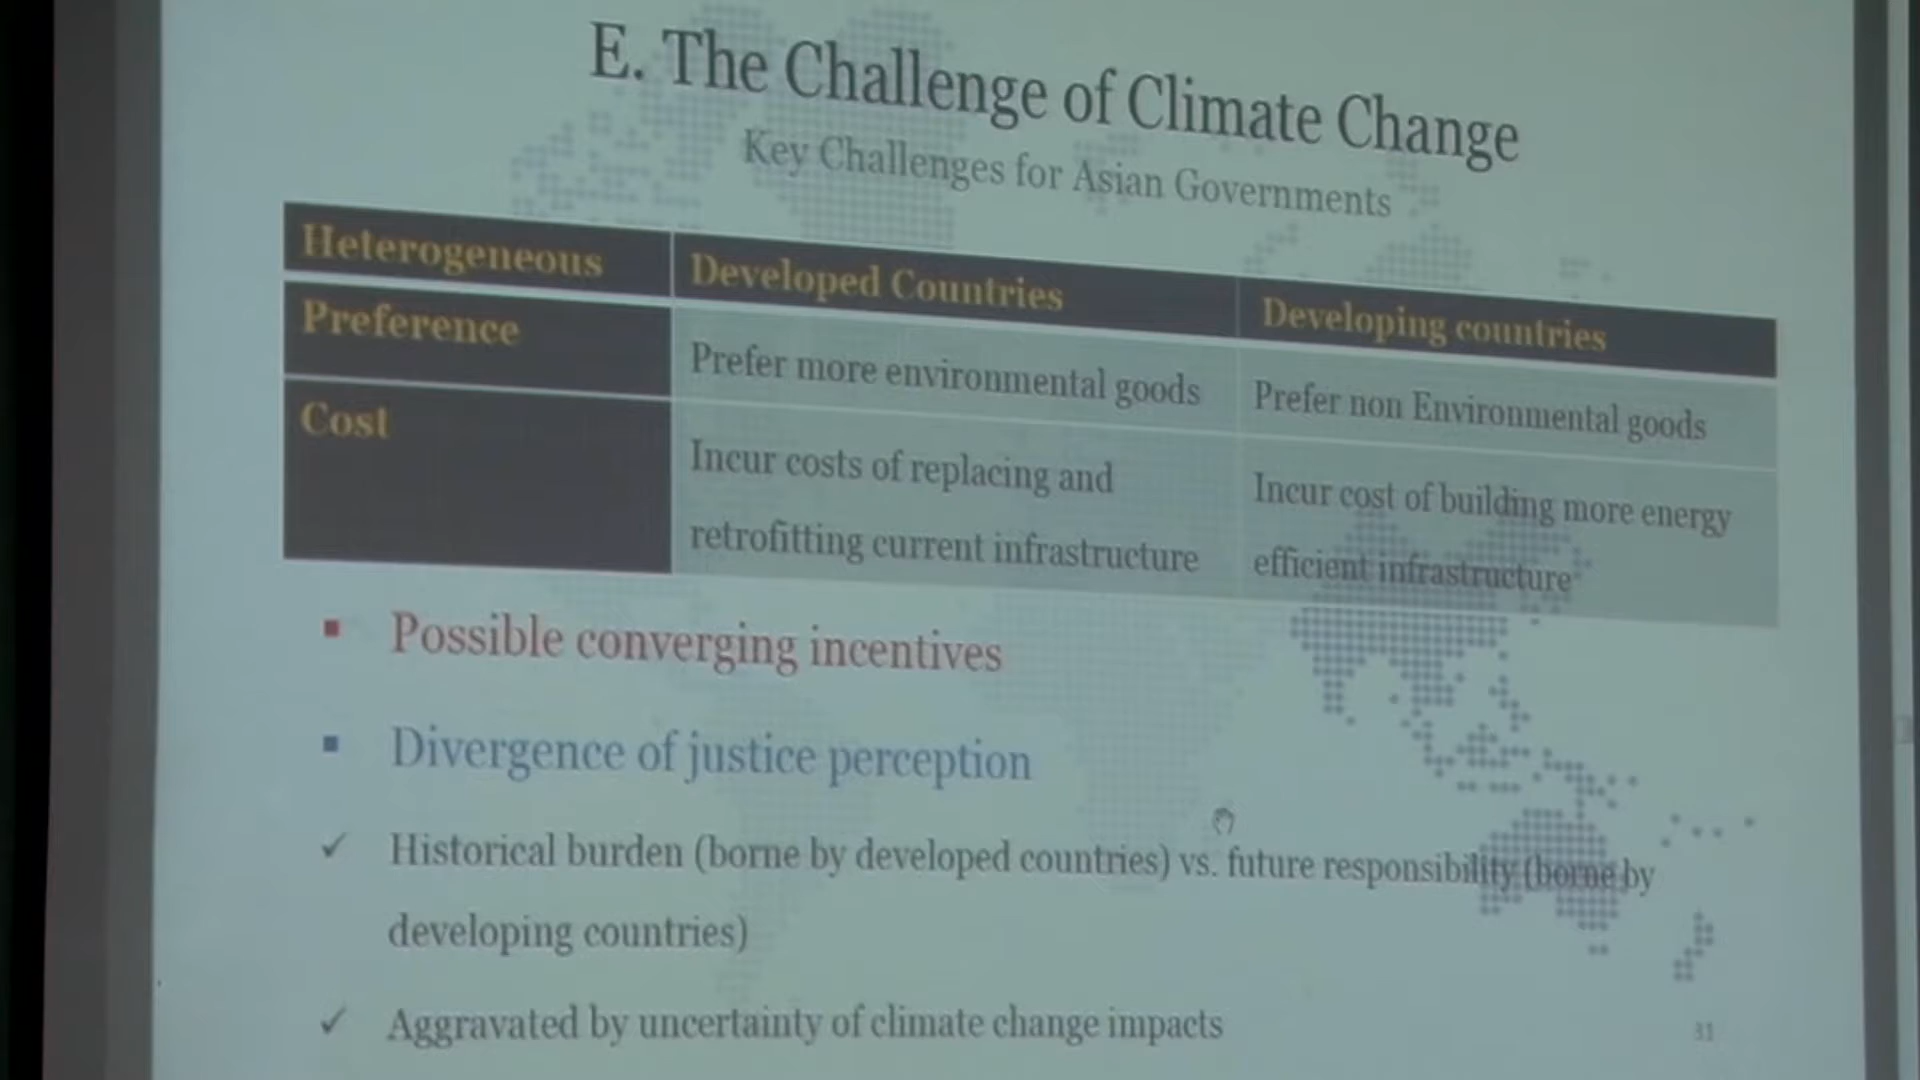 E. The Challenge of Climate Change
Key Challenges for Asian Governments
Heterogeneous
Developed Countries
Developing countries
Preference
Prefer more environmental goods
Prefer non Environmental goods
Cost
Incur costs of replacing and
retrofitting current infrastructure
Incur cost of building more energy
efficient infrastructure
▪ Possible converging incentives
▪ Divergence of justice perception
✓ Historical burden (borne by developed countries) vs. future responsibility (borne by
developing countries)
✓ Aggravated by uncertainty of climate change impacts
31